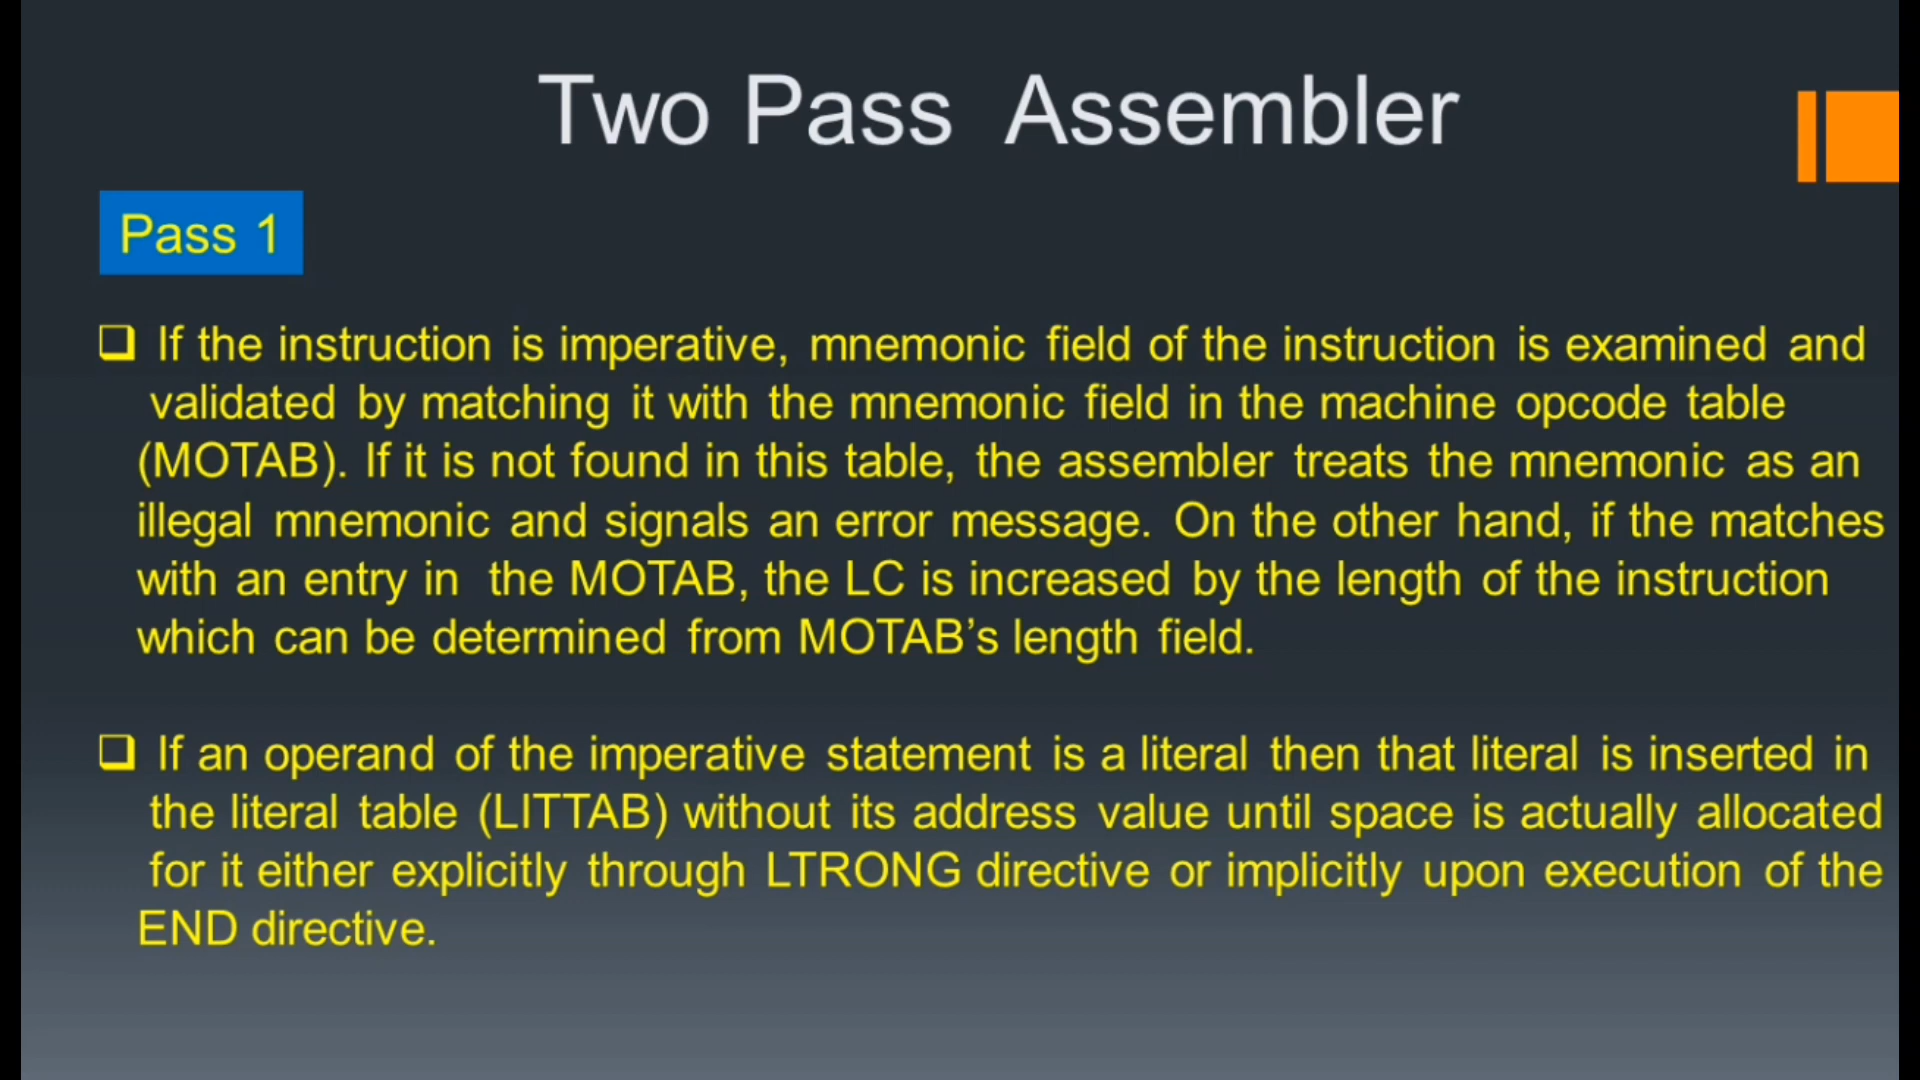 Two Pass Assembler
Pass 1
If the instruction is imperative, mnemonic field of the instruction is examined and
validated by matching it with the mnemonic field in the machine opcode table
(MOTAB). If it is not found in this table, the assembler treats the mnemonic as an
illegal mnemonic and signals an error message. On the other hand, if the matches
with an entry in the MOTAB, the LC is increased by the length of the instruction
which can be determined from MOTAB’s length field.
If an operand of the imperative statement is a literal then that literal is inserted in
the literal table (LITTAB) without its address value until space is actually allocated
for it either explicitly through LTRONG directive or implicitly upon execution of the
END directive.